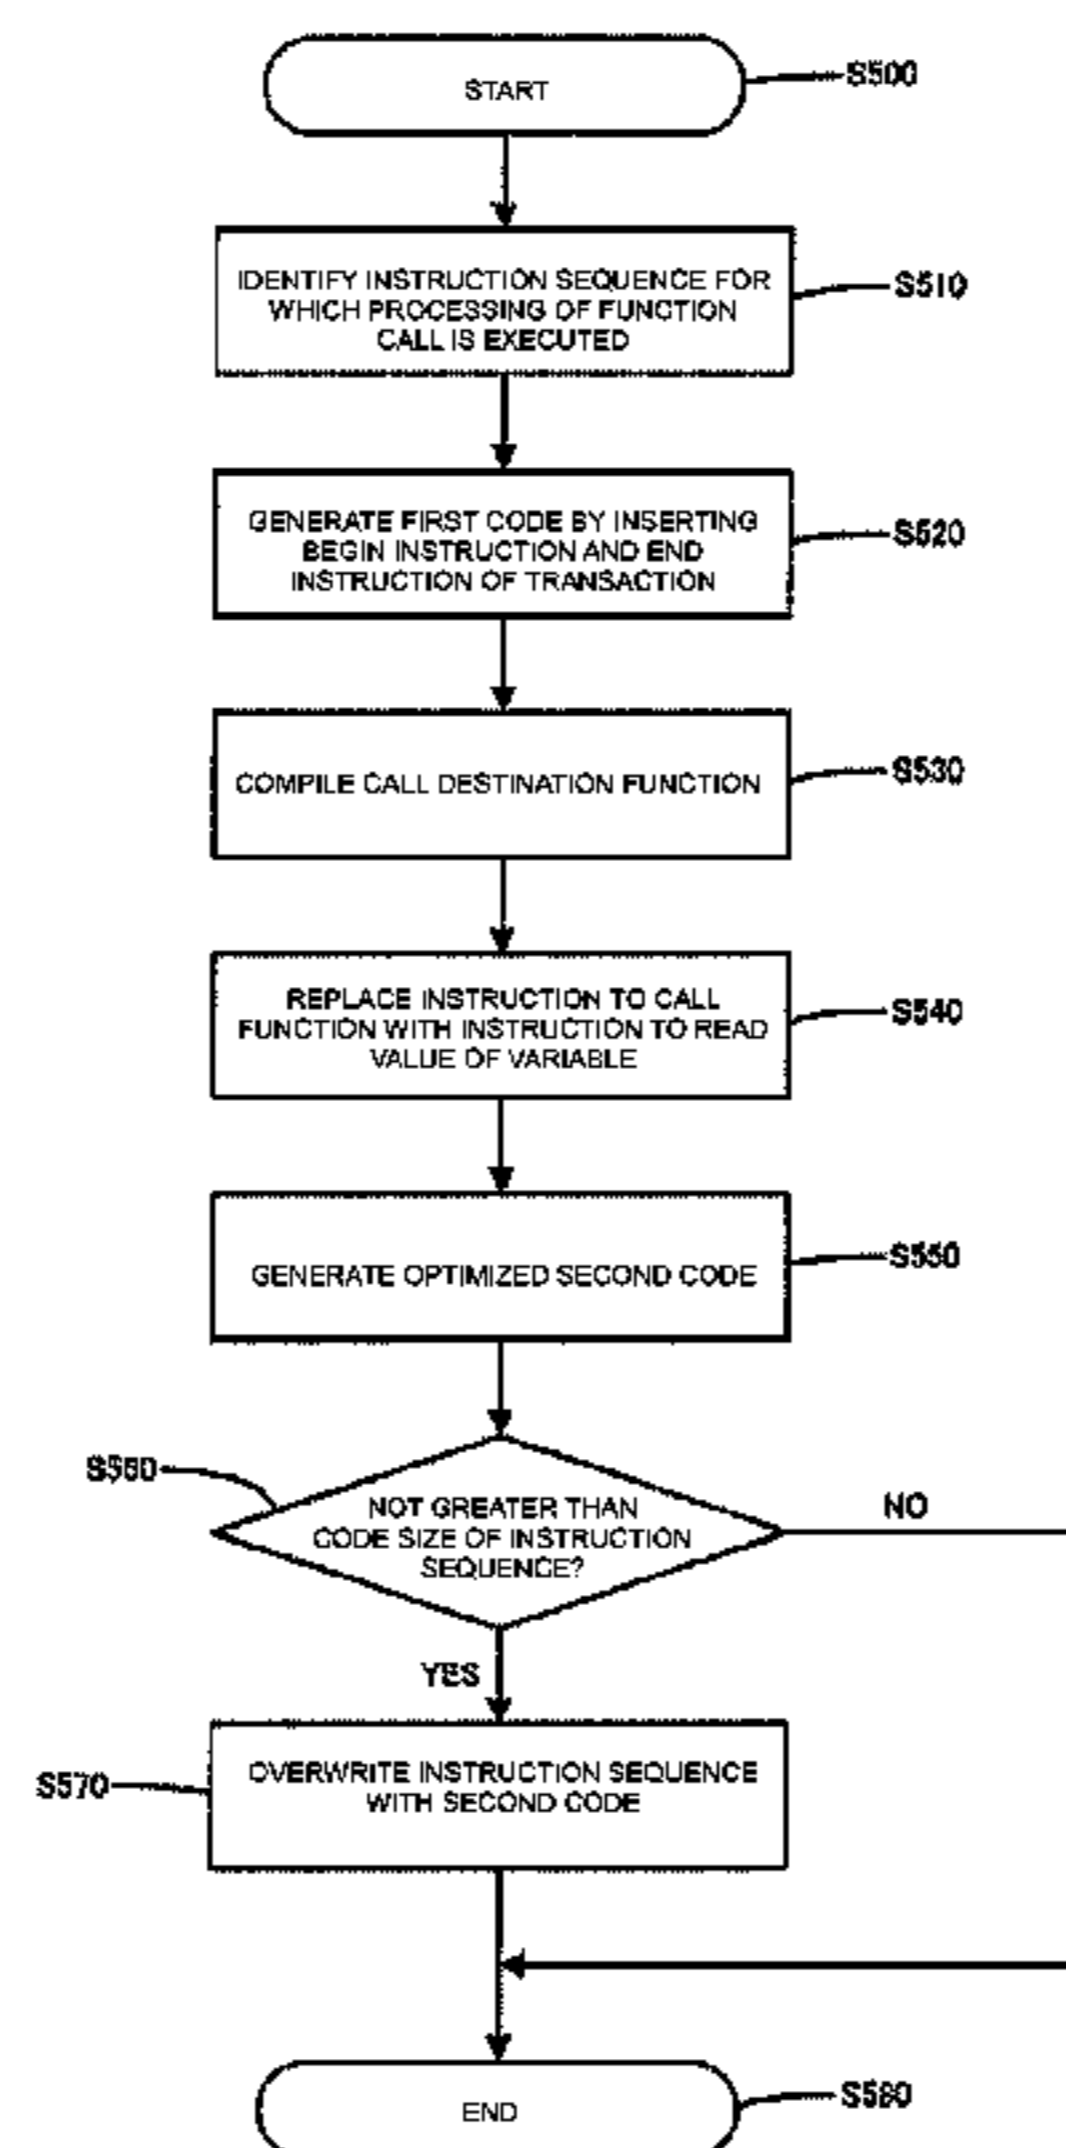 START
S500
IDENTIFY INSTRUCTION SEQUENCE FOR
WHICH PROCESSING OF FUNCTION
CALL IS EXECUTED
S510
GENERATE FIRST CODE BY INSERTING
BEGIN INSTRUCTION AND END
INSTRUCTION OF TRANSACTION
S520
COMPILE CALL DESTINATION FUNCTION
S530
REPLACE INSTRUCTION TO CALL
FUNCTION WITH INSTRUCTION TO READ
VALUE OF VARIABLE
S540
GENERATE OPTIMIZED SECOND CODE
S550
S560
NOT GREATER THAN
CODE SIZE OF INSTRUCTION
SEQUENCE?
NO
YES
S570
OVERWRITE INSTRUCTION SEQUENCE
WITH SECOND CODE
END
S580